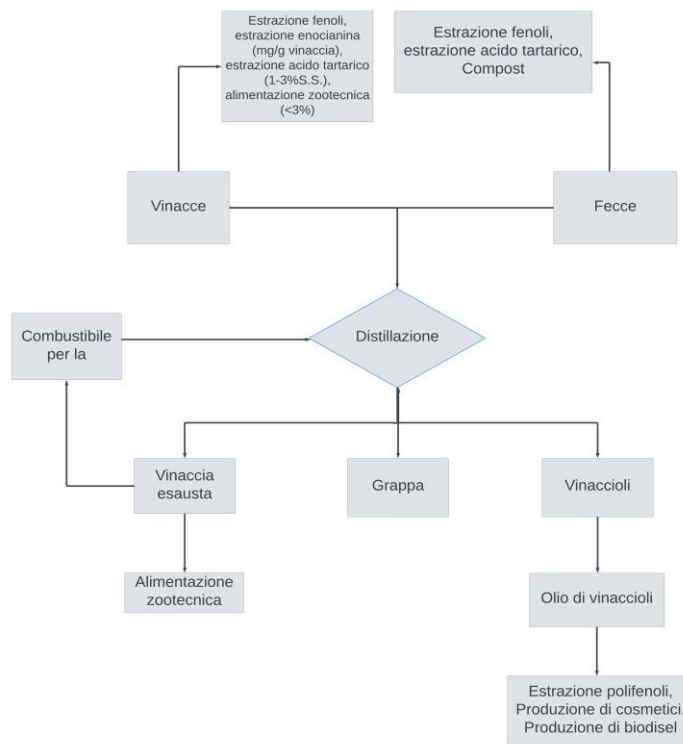 Estrazione fenoli,
estrazione enocianina
(mg/g vinaccia),
estrazione acido tartarico
(1-3%S.S.),
alimentazione zootecnica
(<3%)
Estrazione fenoli,
estrazione acido tartarico,
Compost
Vinacce
Fecce
Combustibile
per la
Distillazione
Vinaccia
esausta
Grappa
Vinaccioli
Alimentazione
zootecnica
Olio di vinaccioli
Estrazione polifenoli,
Produzione di cosmetici,
Produzione di biodisel